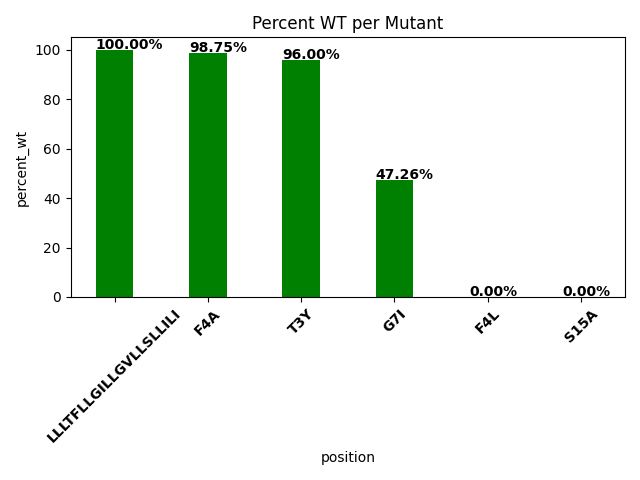 Percent WT per Mutant
percent_wt
100
80
60
40
20
0
100.00%
98.75%
96.00%
47.26%
0.00%
0.00%
LLLTFLLGILLGVLLSLLILI
F4A
T3Y
G7I
F4L
S15A
position